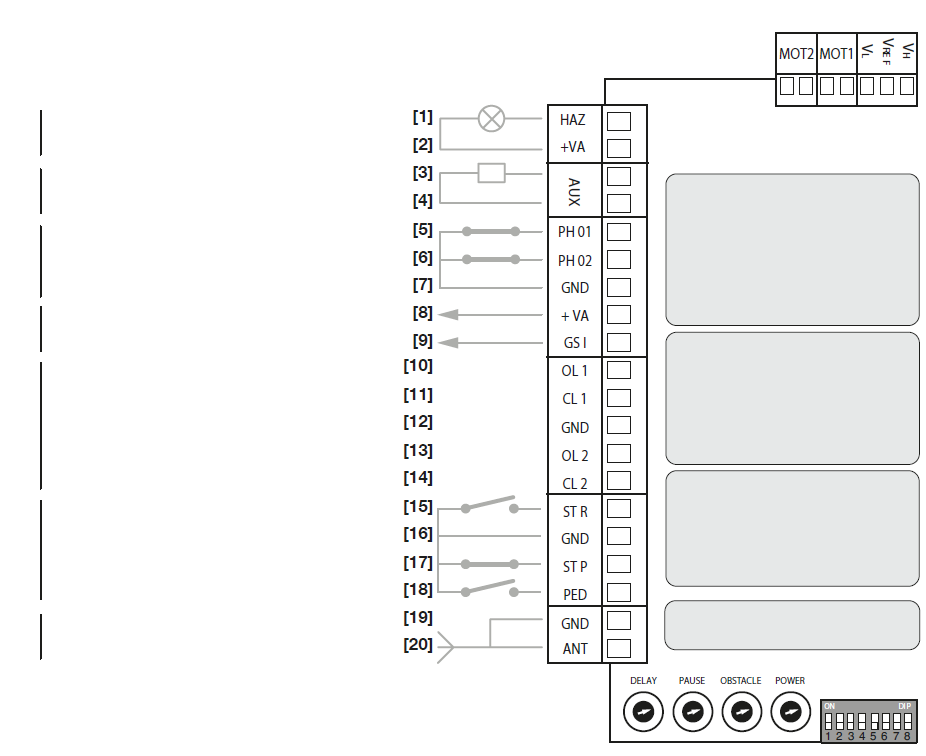 MOT2 MOT1 VL VREF VH
[1] HAZ
[2] +VA
[3]
[4]
AUX
[5] PH 01
[6] PH 02
[7] GND
[8] + VA
[9] GS I
[10] OL 1
[11] CL 1
[12] GND
[13] OL 2
[14] CL 2
[15] ST R
[16] GND
[17] ST P
[18] PED
[19] GND
[20] ANT
DELAY PAUSE OBSTACLE POWER
ON DIP
1 2 3 4 5 6 7 8